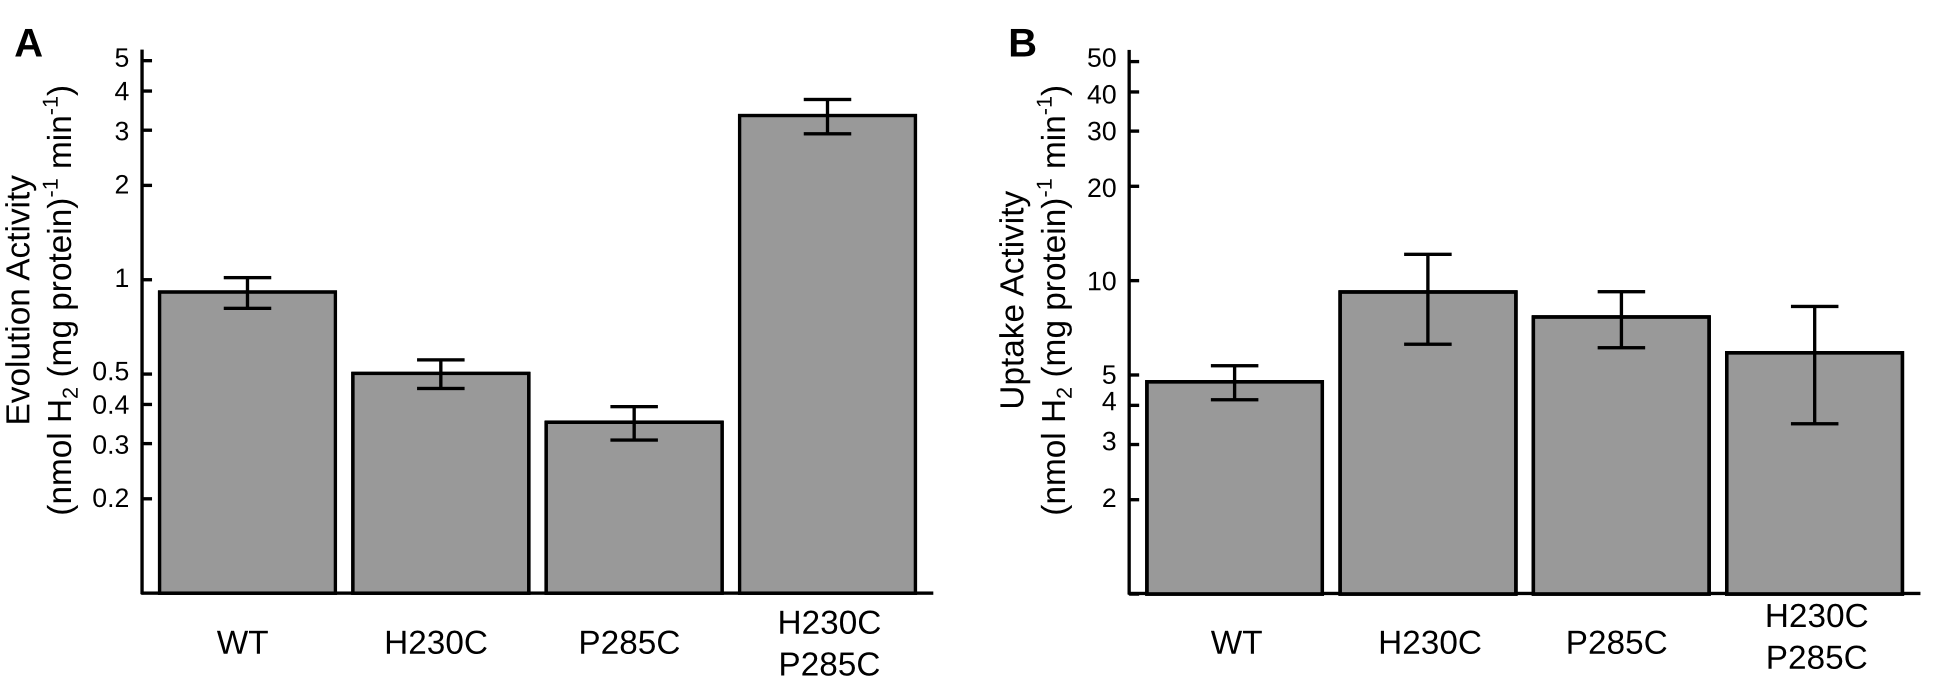 A
Evolution Activity
(nmol H₂ (mg protein)⁻¹ min⁻¹)
5
4
3
2
1
0.5
0.4
0.3
0.2
WT
H230C
P285C
H230C
P285C
B
Uptake Activity
(nmol H₂ (mg protein)⁻¹ min⁻¹)
50
40
30
20
10
5
4
3
2
WT
H230C
P285C
H230C
P285C